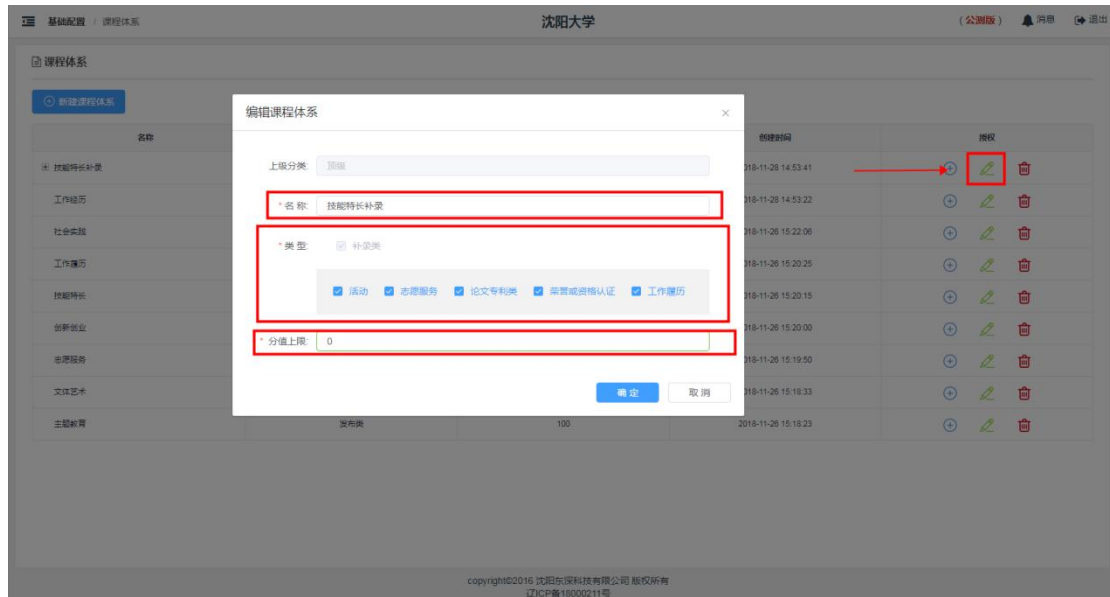 基础配置 / 课程体系 沈阳大学 (公测版) 消息 退出
课程体系
新建课程体系
名称 创建时间 授权
技能特长补录 018-11-28 14:53:41
工作经历 018-11-28 14:53:22
社会实践 018-11-26 15:22:06
工作履历 018-11-26 15:20:25
技能特长 018-11-26 15:20:15
创新创业 018-11-26 15:20:00
志愿服务 018-11-26 15:19:50
文体艺术 018-11-26 15:18:33
主题教育 发布类 100 2018-11-26 15:18:23
编辑课程体系 ×
上级分类: 顶级
* 名 称: 技能特长补录
* 类 型: 补录类
活动 志愿服务 论文专利类 荣誉或资格认证 工作履历
* 分值上限: 0
确 定 取 消
copyright©2016 沈阳东深科技有限公司 版权所有
辽ICP备18000211号